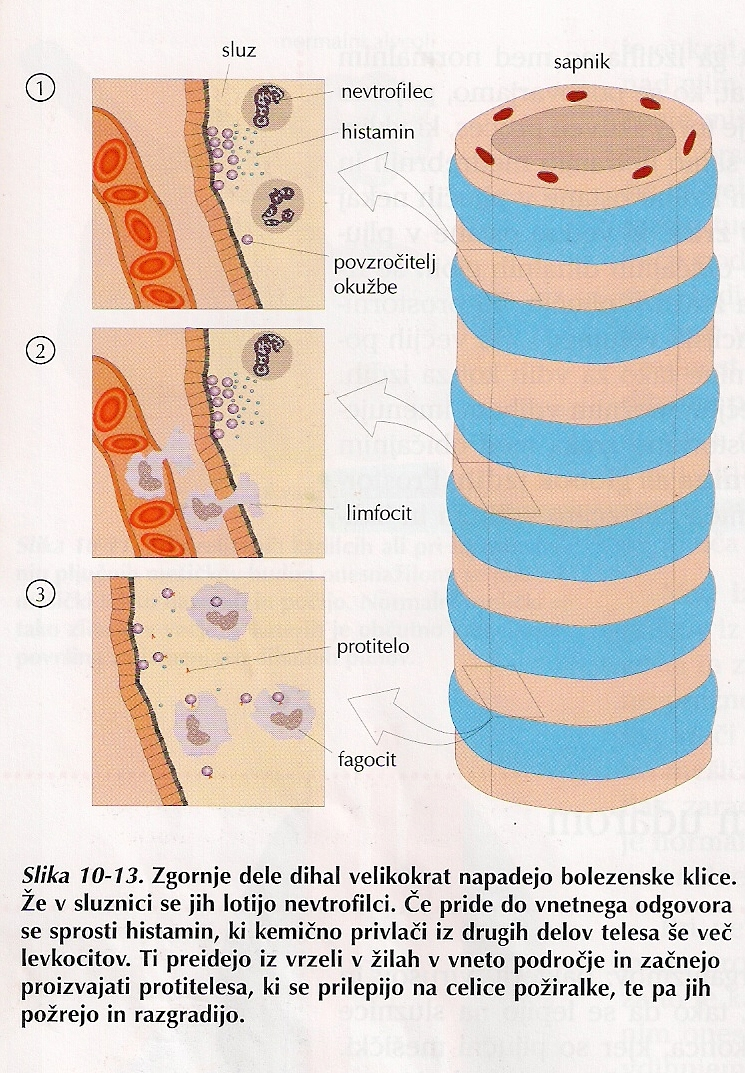 sluz
sapnik
1
nevtrofilec
histamin
povzročitelj
okužbe
2
limfocit
3
protitelo
fagocit
Slika 10-13. Zgornje dele dihal velikokrat napadejo bolezenske klice.
Že v sluznici se jih lotijo nevtrofilci. Če pride do vnetnega odgovora
se sprosti histamin, ki kemično privlači iz drugih delov telesa še več
levkocitov. Ti preidejo iz vrzeli v žilah v vneto področje in začnejo
proizvajati protitelesa, ki se prilepijo na celice požiralke, te pa jih
požrejo in razgradijo.